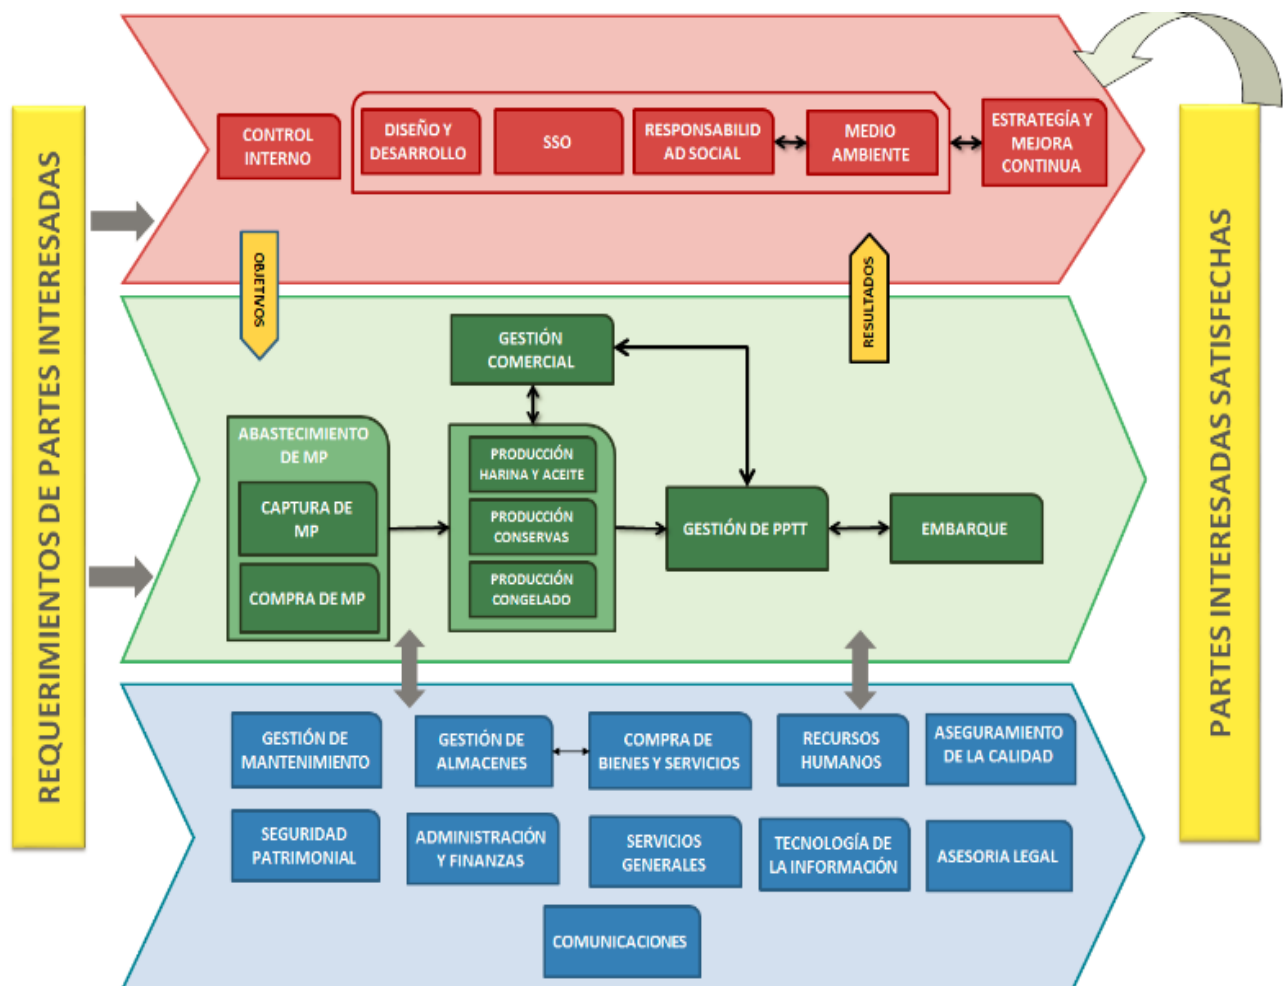 REQUERIMIENTOS DE PARTES INTERESADAS
CONTROL
INTERNO
DISEÑO Y
DESARROLLO
SSO
RESPONSABILID
AD SOCIAL
MEDIO
AMBIENTE
ESTRATEGÍA Y
MEJORA
CONTINUA
OBJETIVOS
RESULTADOS
GESTIÓN
COMERCIAL
ABASTECIMIENTO
DE MP
CAPTURA DE
MP
COMPRA DE MP
PRODUCCIÓN
HARINA Y ACEITE
PRODUCCIÓN
CONSERVAS
PRODUCCIÓN
CONGELADO
GESTIÓN DE PPTT
EMBARQUE
GESTIÓN DE
MANTENIMIENTO
GESTIÓN DE
ALMACENES
COMPRA DE
BIENES Y SERVICIOS
RECURSOS
HUMANOS
ASEGURAMIENTO
DE LA CALIDAD
SEGURIDAD
PATRIMONIAL
ADMINISTRACIÓN
Y FINANZAS
SERVICIOS
GENERALES
TECNOLOGÍA DE
LA INFORMACIÓN
ASESORIA LEGAL
COMUNICACIONES
PARTES INTERESADAS SATISFECHAS